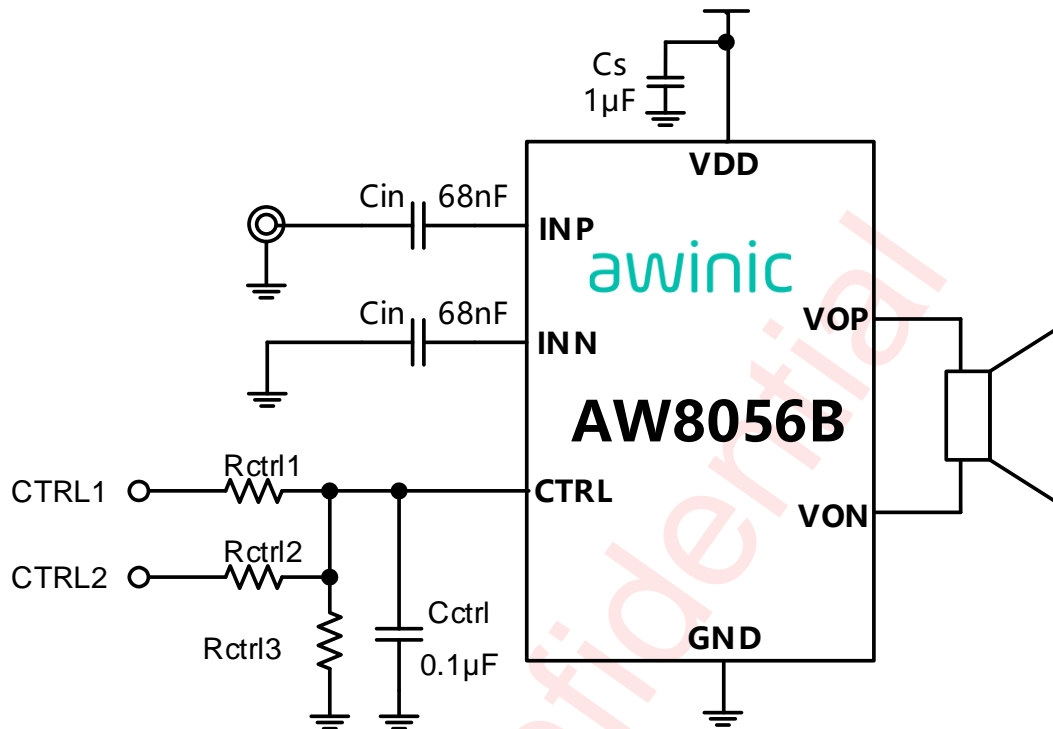 Cs
1µF
VDD
Cin 68nF
INP
awinic
Cin 68nF
INN
VOP
AW8056B
Rctrl1
CTRL1
CTRL
VON
Rctrl2
CTRL2
Rctrl3
Cctrl
0.1µF
GND